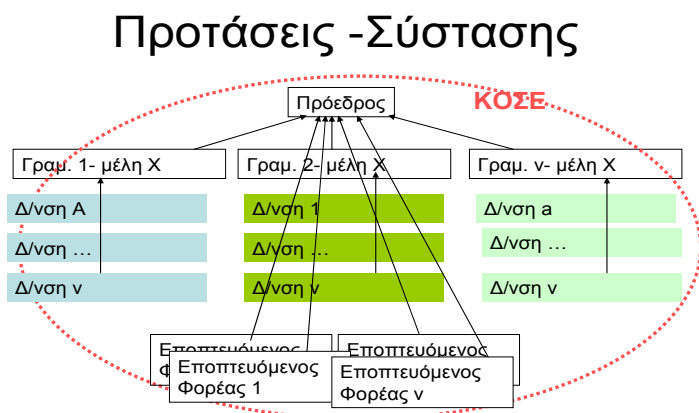 Προτάσεις -Σύστασης
Πρόεδρος
ΚΟΣΕ
Γραμ. 1- μέλη Χ
Γραμ. 2- μέλη Χ
Γραμ. ν- μέλη Χ
Δ/νση Α
Δ/νση 1
Δ/νση a
Δ/νση …
Δ/νση …
Δ/νση …
Δ/νση ν
Δ/νση ν
Δ/νση ν
Εποπτευόμενος
Εποπτευόμενος
Εποπτευόμενος
Φορέας 1
Εποπτευόμενος
Φορέας ν